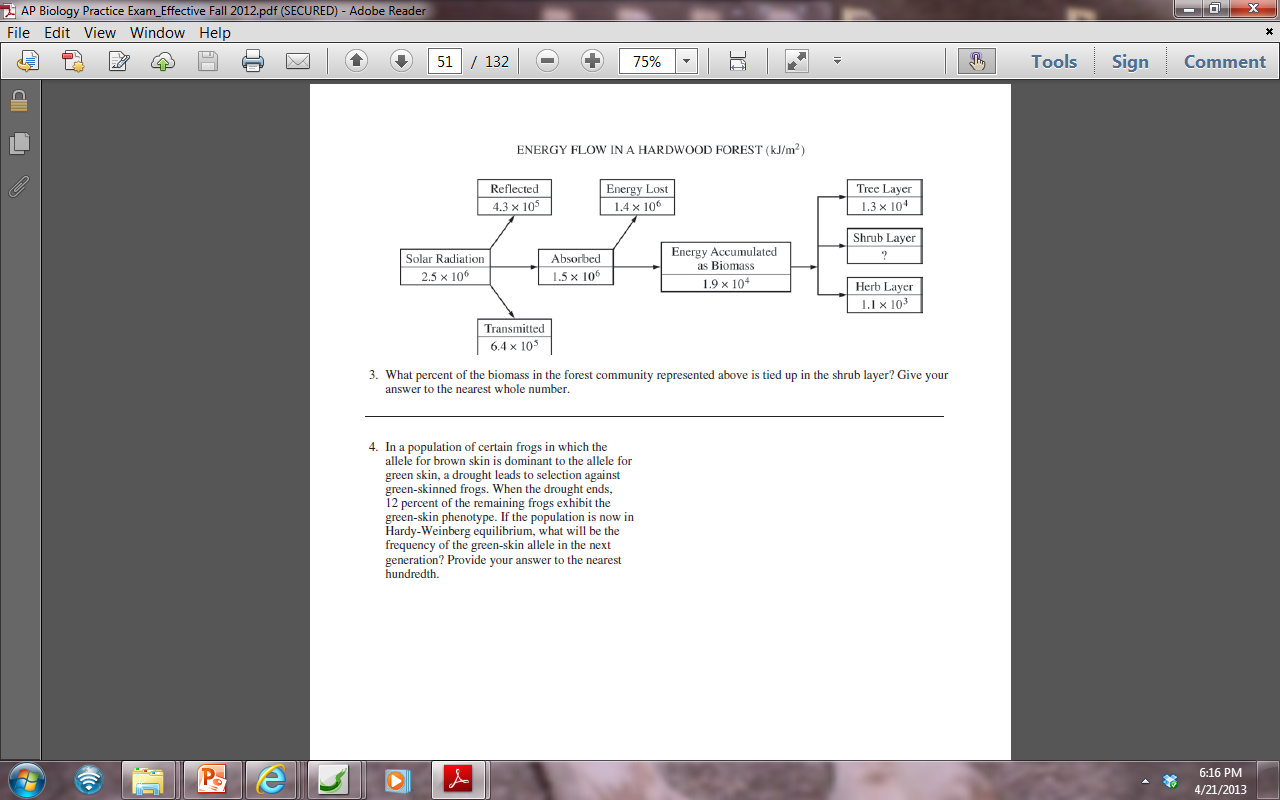 AP Biology Practice Exam_Effective Fall 2012.pdf (SECURED) - Adobe Reader
File Edit View Window Help
51 / 132 75% Tools Sign Comment
ENERGY FLOW IN A HARDWOOD FOREST (kJ/m²)
Reflected
4.3 × 10⁵
Energy Lost
1.4 × 10⁶
Tree Layer
1.3 × 10⁴
Solar Radiation
2.5 × 10⁶
Absorbed
1.5 × 10⁶
Energy Accumulated
as Biomass
1.9 × 10⁴
Shrub Layer
?
Herb Layer
1.1 × 10³
Transmitted
6.4 × 10⁵
3. What percent of the biomass in the forest community represented above is tied up in the shrub layer? Give your
answer to the nearest whole number.
4. In a population of certain frogs in which the
allele for brown skin is dominant to the allele for
green skin, a drought leads to selection against
green-skinned frogs. When the drought ends,
12 percent of the remaining frogs exhibit the
green-skin phenotype. If the population is now in
Hardy-Weinberg equilibrium, what will be the
frequency of the green-skin allele in the next
generation? Provide your answer to the nearest
hundredth.
6:16 PM
4/21/2013